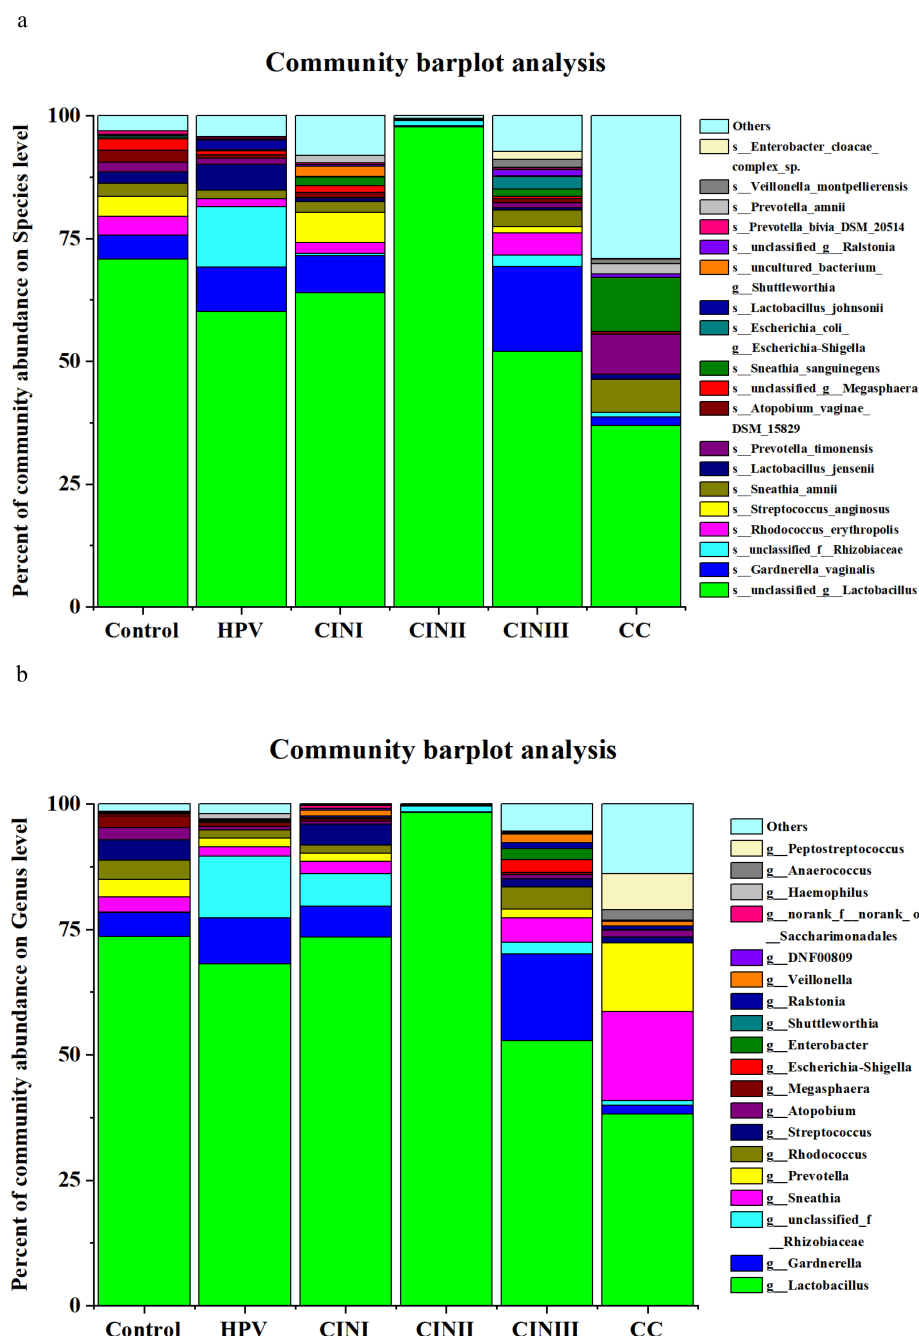 a
Community barplot analysis
Percent of community abundance on Species level
100
75
50
25
0
Control HPV CINI CINII CINIII CC
Others
s__Enterobacter_cloacae_
complex_sp.
s__Veillonella_montpellierensis
s__Prevotella_amnii
s__Prevotella_bivia_DSM_20514
s__unclassified_g__Ralstonia
s__uncultured_bacterium_
g__Shuttleworthia
s__Lactobacillus_johnsonii
s__Escherichia_coli_
g__Escherichia-Shigella
s__Sneathia_sanguinegens
s__unclassified_g__Megasphaera
s__Atopobium_vaginae_
DSM_15829
s__Prevotella_timonensis
s__Lactobacillus_jensenii
s__Sneathia_amnii
s__Streptococcus_anginosus
s__Rhodococcus_erythropolis
s__unclassified_f__Rhizobiaceae
s__Gardnerella_vaginalis
s__unclassified_g__Lactobacillus
b
Community barplot analysis
Percent of community abundance on Genus level
100
75
50
25
0
Control HPV CINI CINII CINIII CC
Others
g__Peptostreptococcus
g__Anaerococcus
g__Haemophilus
g__norank_f__norank_o
__Saccharimonadales
g__DNF00809
g__Veillonella
g__Ralstonia
g__Shuttleworthia
g__Enterobacter
g__Escherichia-Shigella
g__Megasphaera
g__Atopobium
g__Streptococcus
g__Rhodococcus
g__Prevotella
g__Sneathia
g__unclassified_f
__Rhizobiaceae
g__Gardnerella
g__Lactobacillus